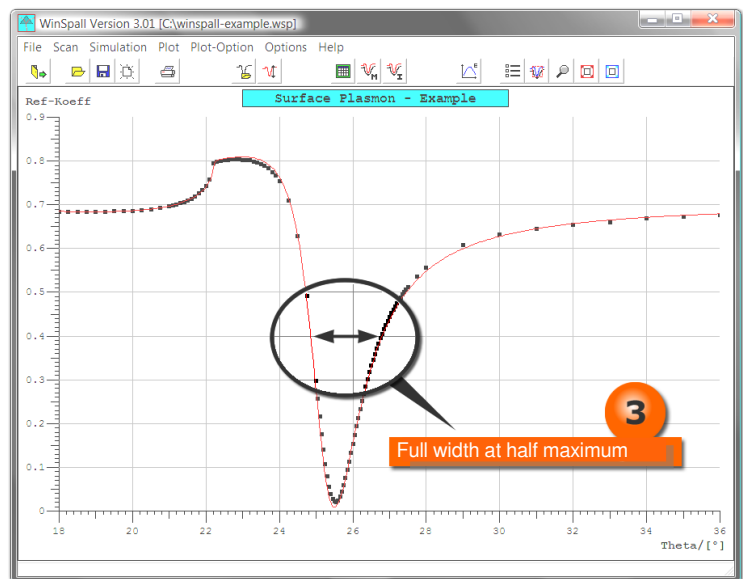 WinSpall Version 3.01 [C:\winspall-example.wsp]
File Scan Simulation Plot Plot-Option Options Help
M I E
Ref-Koeff
Surface Plasmon - Example
0.9
0.8
0.7
0.6
0.5
0.4
0.3
0.2
0.1
0
3
Full width at half maximum
18 20 22 24 26 28 30 32 34 36
Theta/[°]